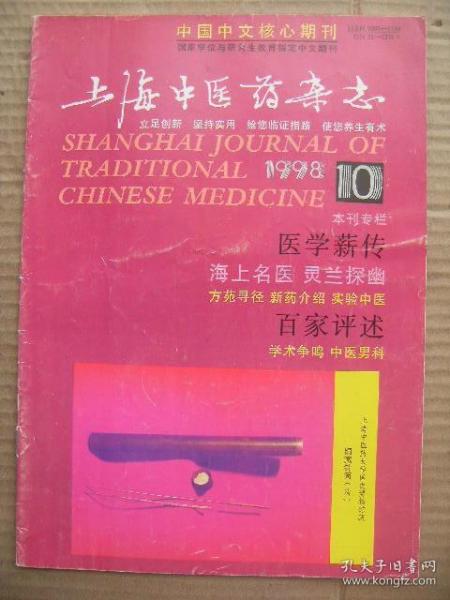 中国中文核心期刊
国家学位与研究生教育指定中文期刊
上海中医药杂志
立足创新 坚持实用 给您临证指路 使您养生有术
SHANGHAI JOURNAL OF
TRADITIONAL 1998 10
CHINESE MEDICINE
本刊专栏
医学薪传
海上名医 灵兰探幽
方苑寻径 新药介绍 实验中医
百家评述
学术争鸣 中医男科
孔夫子旧书网
www.kongfz.com